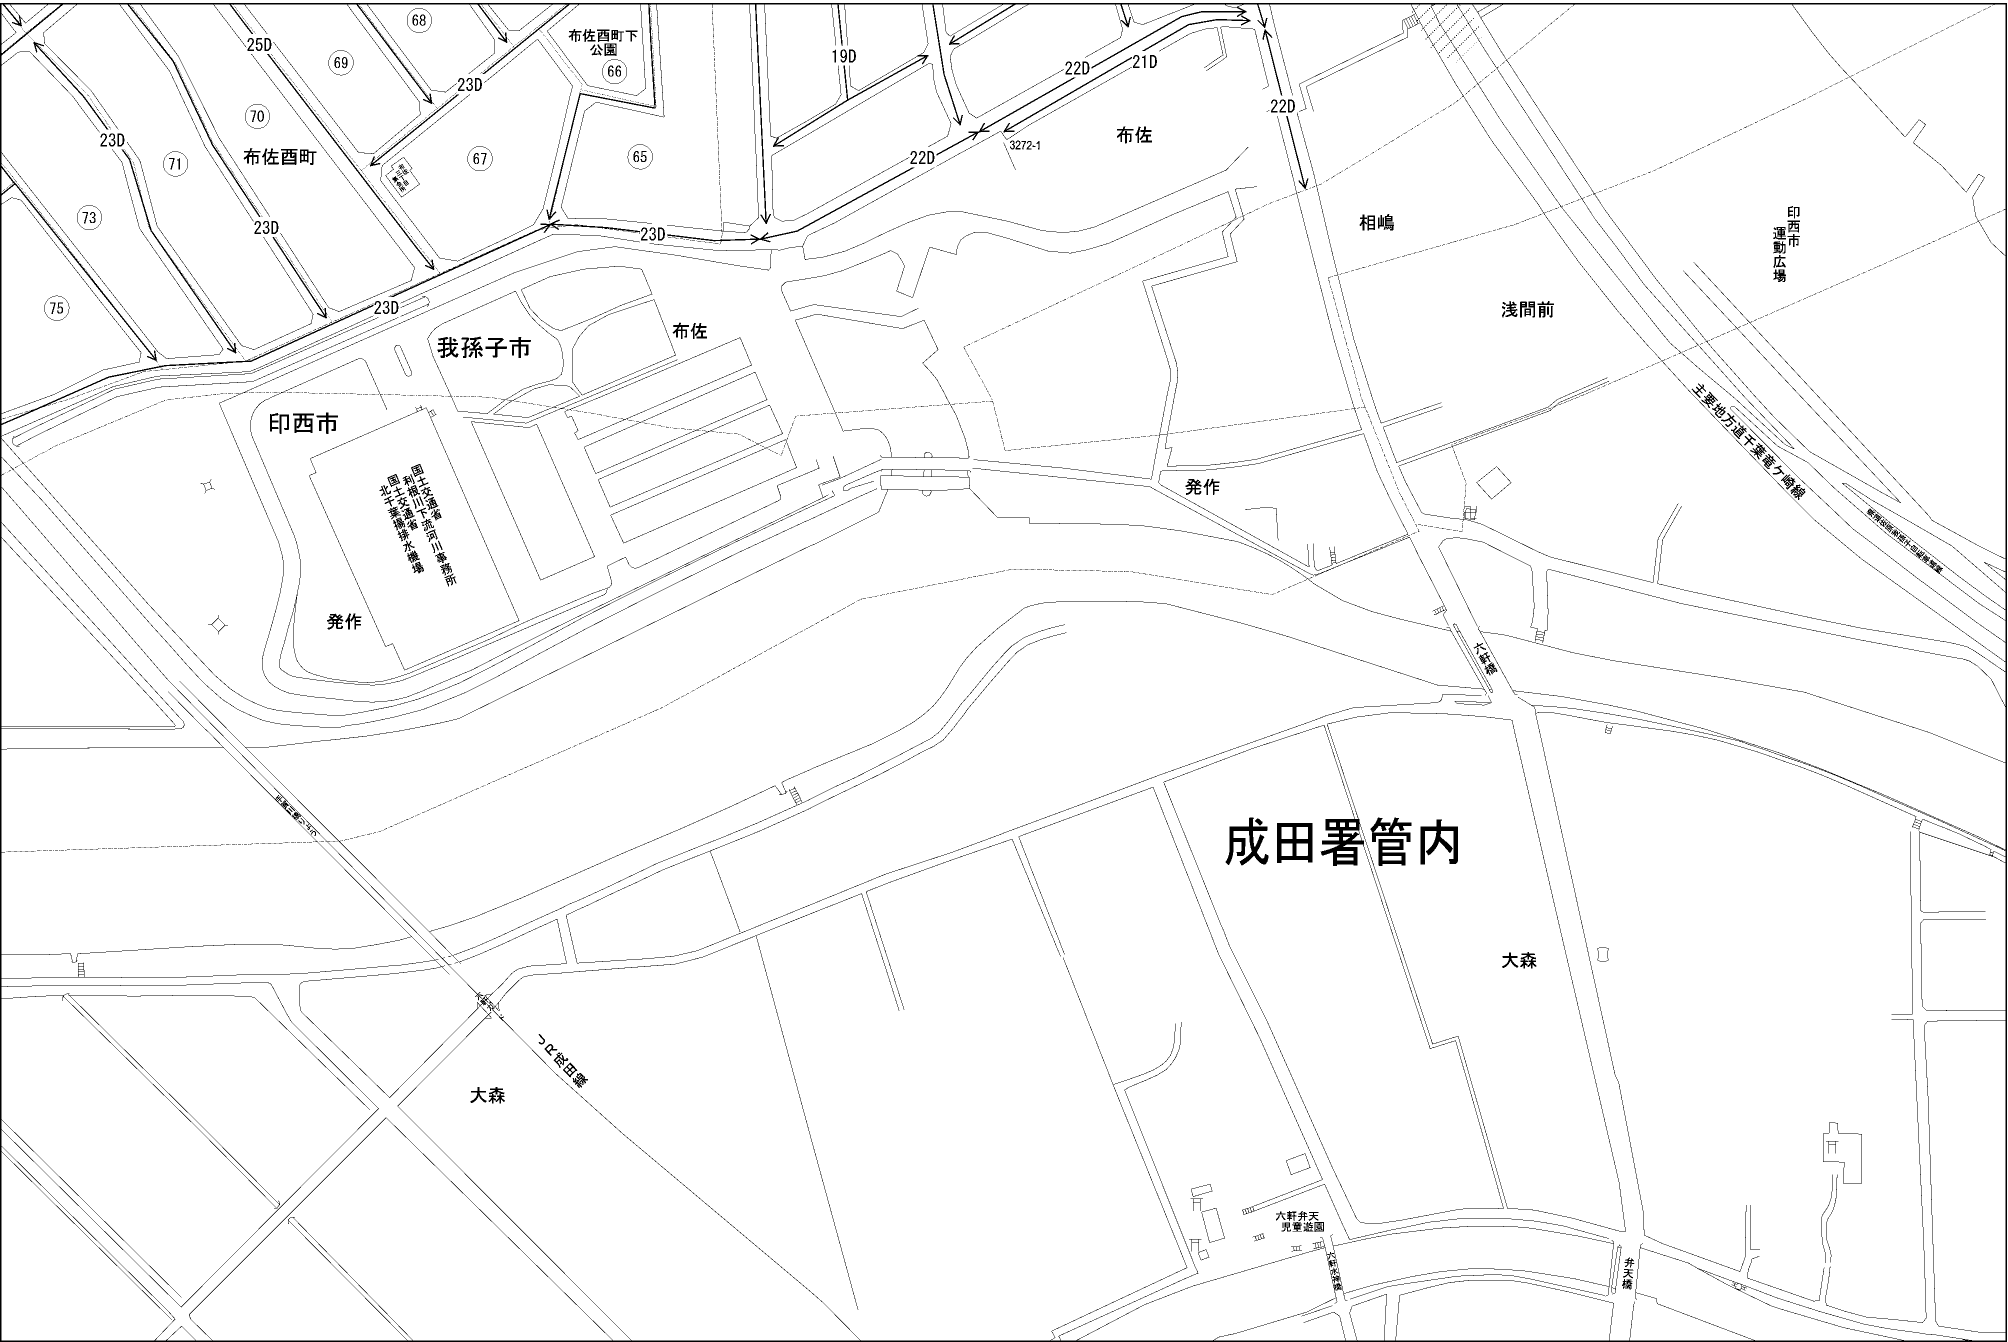 68
布佐酉町下
公園
25D
69
66
19D
23D
22D
21D
70
22D
23D
布佐
71
布佐酉町
67
65
22D
3272-1
73
23D
23D
相嶋
印西市
運動広場
75
23D
浅間前
布佐
我孫子市
印西市
主要地方道千葉竜ケ崎線
国土交通省
利根川下流河川事務所
国土交通省
北千葉揚排水機場
発作
発作
六軒橋
成田署管内
大森
JR成田線
大森
六軒弁天
児童遊園
弁天橋